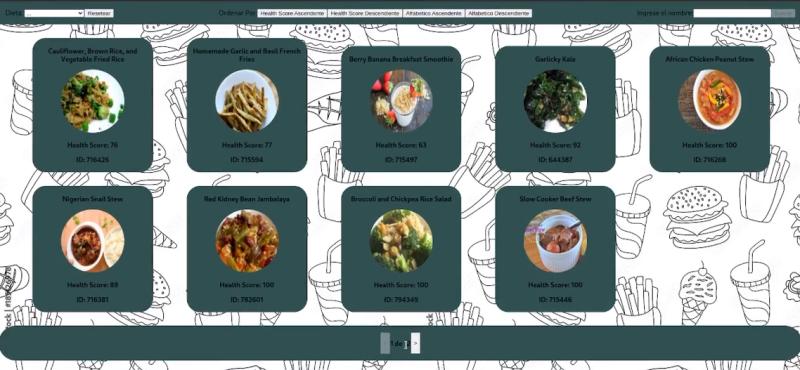 Dieta: ... Resetear
Ordenar Por: Health Score Ascendente Health Score Descendente Alfabetico Ascendente Alfabetico Descendente
Ingrese el nombre:
Cauliflower, Brown Rice, and
Vegetable Fried Rice
Health Score: 76
ID: 716426
Homemade Garlic and Basil French
Fries
Health Score: 77
ID: 715594
Berry Banana Breakfast Smoothie
Health Score: 63
ID: 715497
Garlicky Kale
Health Score: 92
ID: 644387
African Chicken Peanut Stew
Health Score: 100
ID: 716268
Nigerian Snail Stew
Health Score: 89
ID: 716381
Red Kidney Bean Jambalaya
Health Score: 100
ID: 782601
Broccoli and Chickpea Rice Salad
Health Score: 100
ID: 794349
Slow Cooker Beef Stew
Health Score: 100
ID: 715446
1 de
>